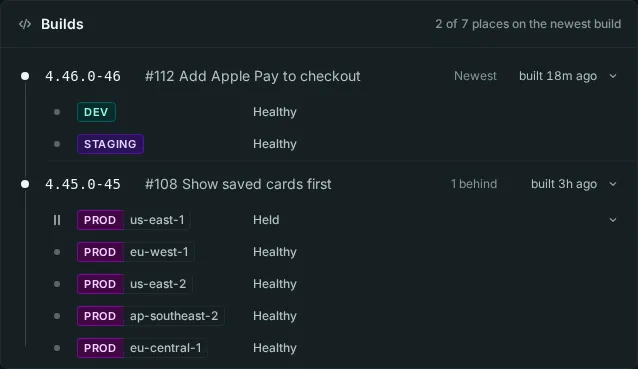 Builds 2 of 7 places on the newest build
4.46.0-46 #112 Add Apple Pay to checkout Newest built 18m ago
DEV Healthy
STAGING Healthy
4.45.0-45 #108 Show saved cards first 1 behind built 3h ago
PROD us-east-1 Held
PROD eu-west-1 Healthy
PROD us-east-2 Healthy
PROD ap-southeast-2 Healthy
PROD eu-central-1 Healthy